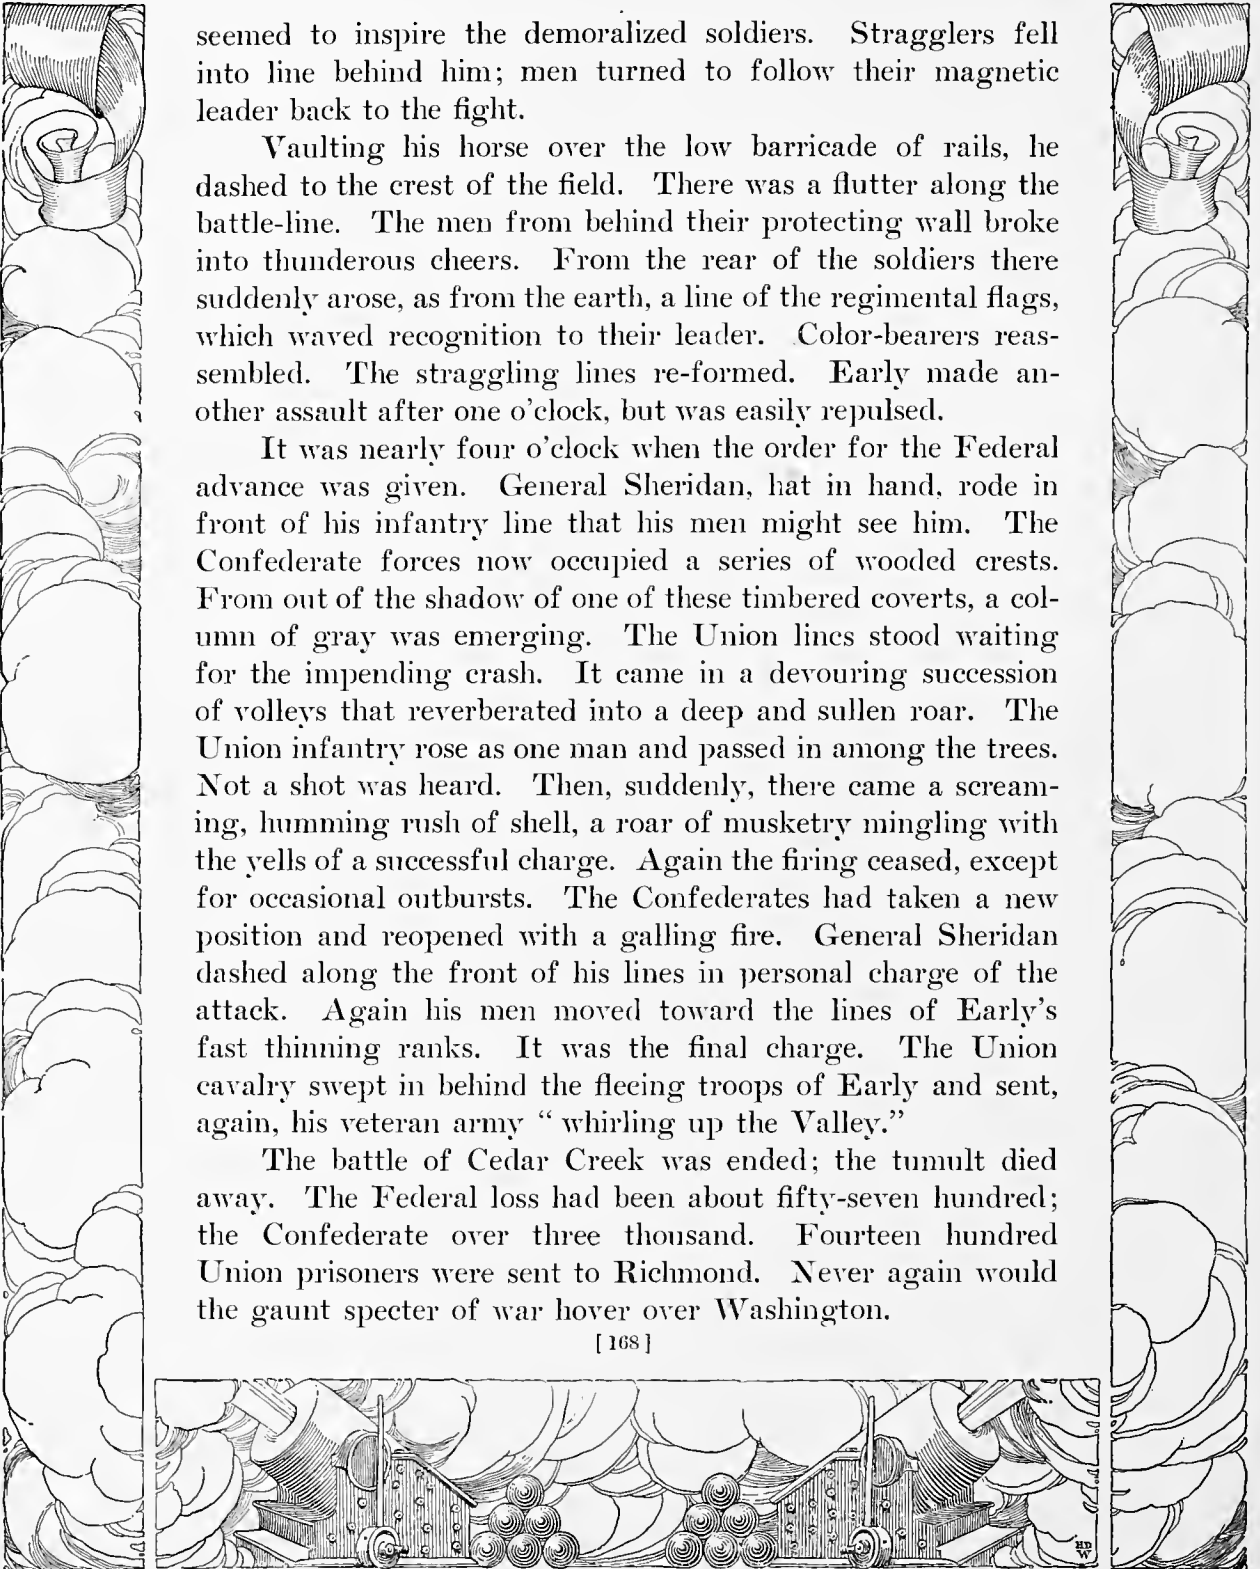 seemed to inspire the demoralized soldiers. Stragglers fell
into line behind him; men turned to follow their magnetic
leader back to the fight.
Vaulting his horse over the low barricade of rails, he
dashed to the crest of the field. There was a flutter along the
battle-line. The men from behind their protecting wall broke
into thunderous cheers. From the rear of the soldiers there
suddenly arose, as from the earth, a line of the regimental flags,
which waved recognition to their leader. Color-bearers reas-
sembled. The straggling lines re-formed. Early made an-
other assault after one o'clock, but was easily repulsed.
It was nearly four o'clock when the order for the Federal
advance was given. General Sheridan, hat in hand, rode in
front of his infantry line that his men might see him. The
Confederate forces now occupied a series of wooded crests.
From out of the shadow of one of these timbered coverts, a col-
umn of gray was emerging. The Union lines stood waiting
for the impending crash. It came in a devouring succession
of volleys that reverberated into a deep and sullen roar. The
Union infantry rose as one man and passed in among the trees.
Not a shot was heard. Then, suddenly, there came a scream-
ing, humming rush of shell, a roar of musketry mingling with
the yells of a successful charge. Again the firing ceased, except
for occasional outbursts. The Confederates had taken a new
position and reopened with a galling fire. General Sheridan
dashed along the front of his lines in personal charge of the
attack. Again his men moved toward the lines of Early's
fast thinning ranks. It was the final charge. The Union
cavalry swept in behind the fleeing troops of Early and sent,
again, his veteran army “ whirling up the Valley.”
The battle of Cedar Creek was ended; the tumult died
away. The Federal loss had been about fifty-seven hundred;
the Confederate over three thousand. Fourteen hundred
Union prisoners were sent to Richmond. Never again would
the gaunt specter of war hover over Washington.
[ 168 ]
HD
W